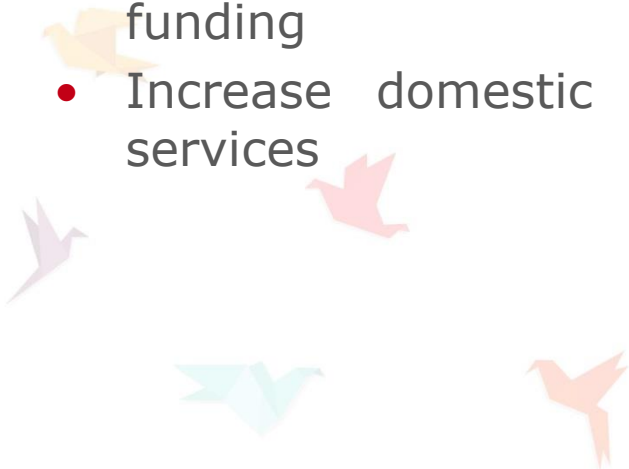 funding
• Increase domestic
services